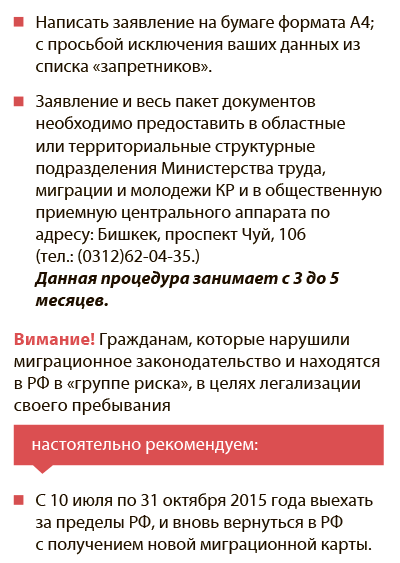 Написать заявление на бумаге формата А4;
с просьбой исключения ваших данных из
списка «запретников».
Заявление и весь пакет документов
необходимо предоставить в областные
или территориальные структурные
подразделения Министерства труда,
миграции и молодежи КР и в общественную
приемную центрального аппарата по
адресу: Бишкек, проспект Чуй, 106
(тел.: (0312)62-04-35.)
Данная процедура занимает с 3 до 5
месяцев.
Вимание! Гражданам, которые нарушили
миграционное законодательство и находятся
в РФ в «группе риска», в целях легализации
своего пребывания
настоятельно рекомендуем:
С 10 июля по 31 октября 2015 года выехать
за пределы РФ, и вновь вернуться в РФ
с получением новой миграционной карты.